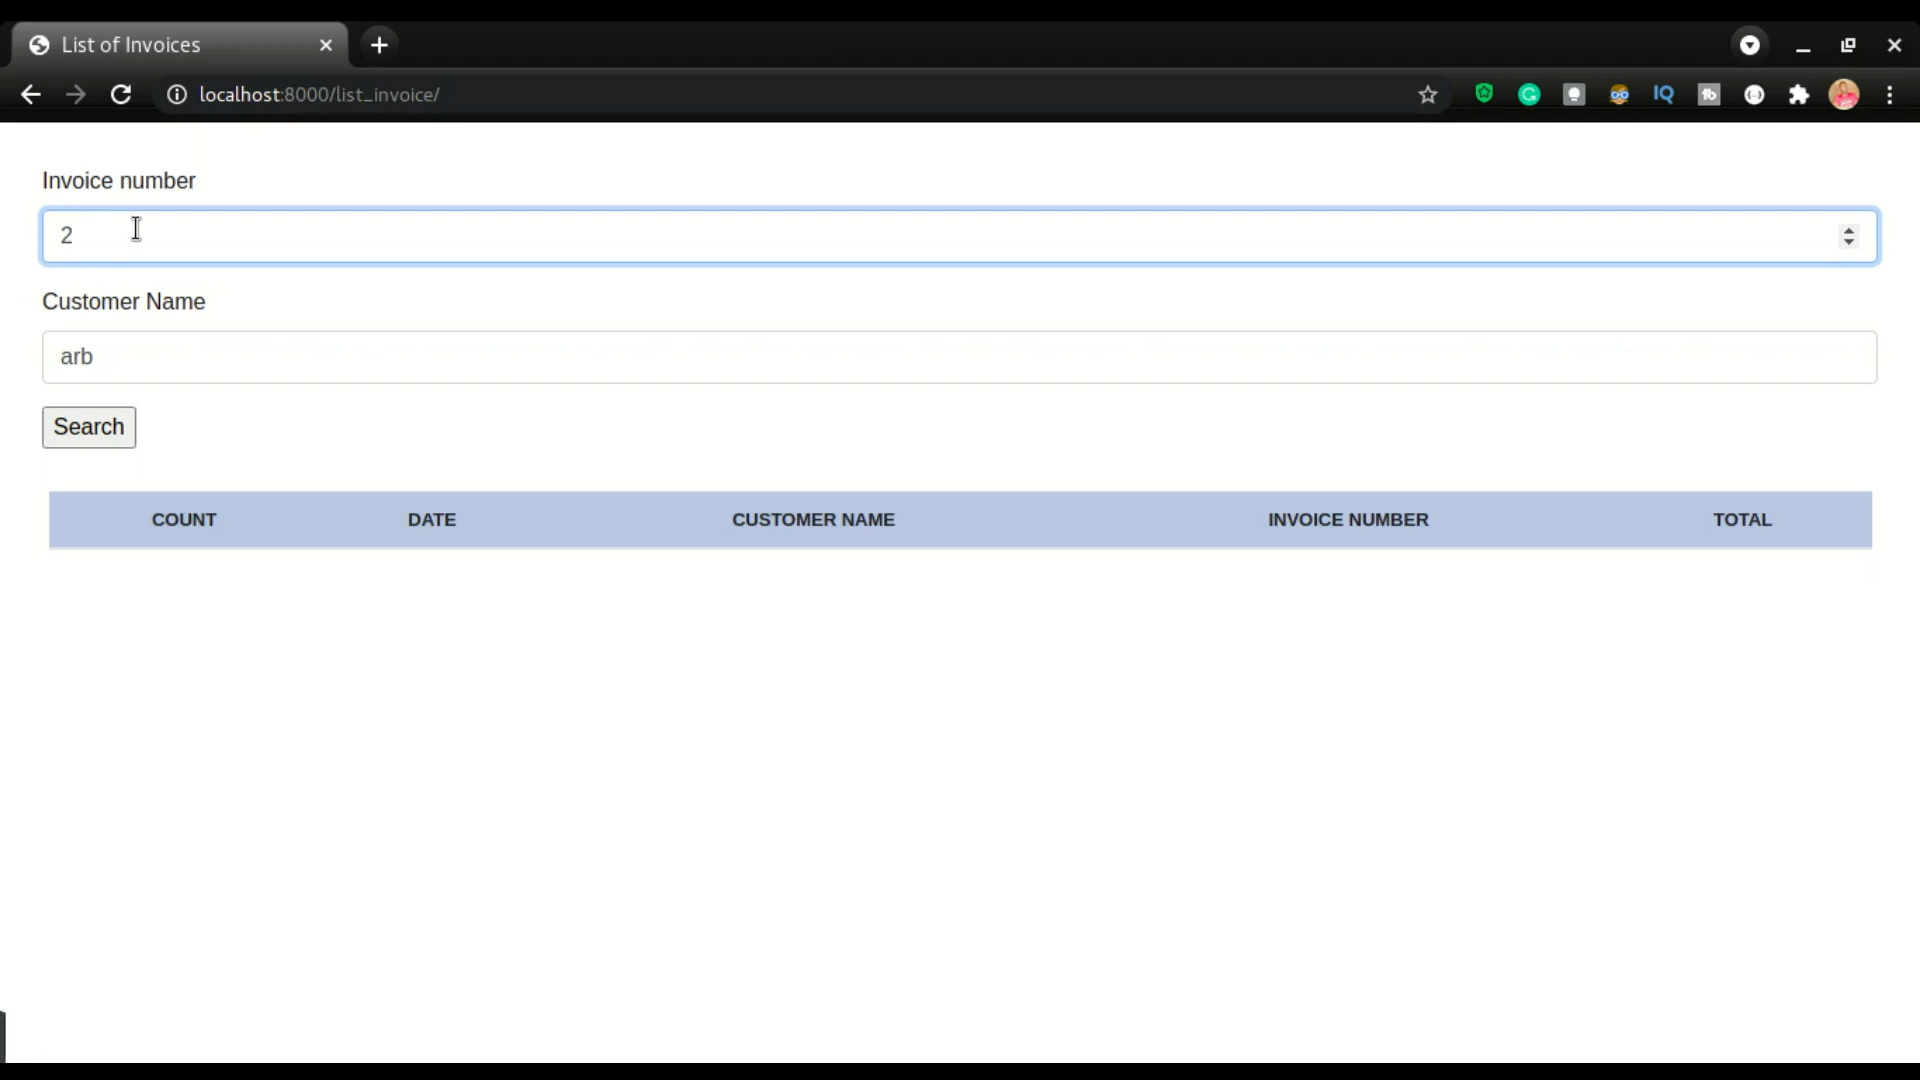 List of Invoices
localhost:8000/list_invoice/
IQ
Invoice number
2
Customer Name
arb
Search
COUNT DATE CUSTOMER NAME INVOICE NUMBER TOTAL